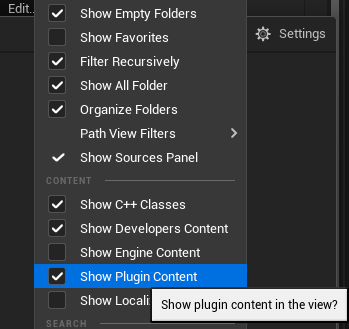 Edit...
Show Empty Folders
Show Favorites
Settings
Filter Recursively
Show All Folder
Organize Folders
Path View Filters
Show Sources Panel
CONTENT
Show C++ Classes
Show Developers Content
Show Engine Content
Show Plugin Content
Show Locali
Show plugin content in the view?
SEARCH